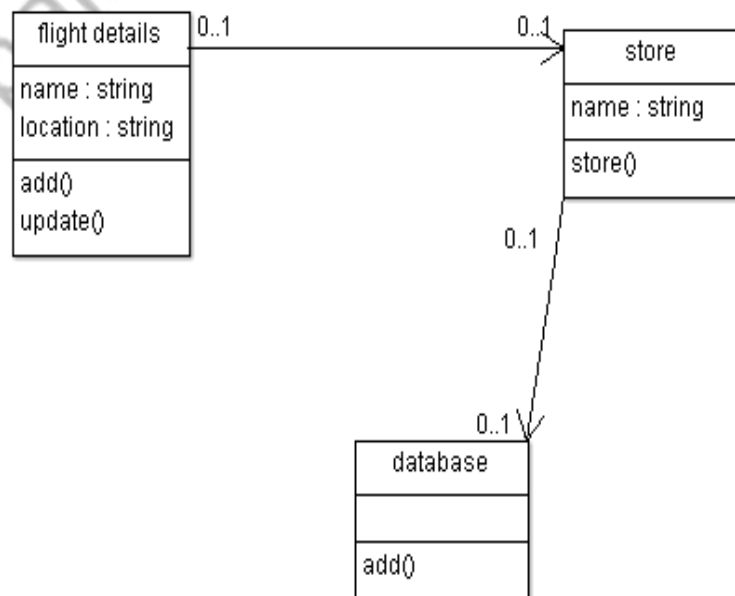 flight details
name : string
location : string
add()
update()
0..1
0..1
store
name : string
store()
0..1
0..1
database
add()